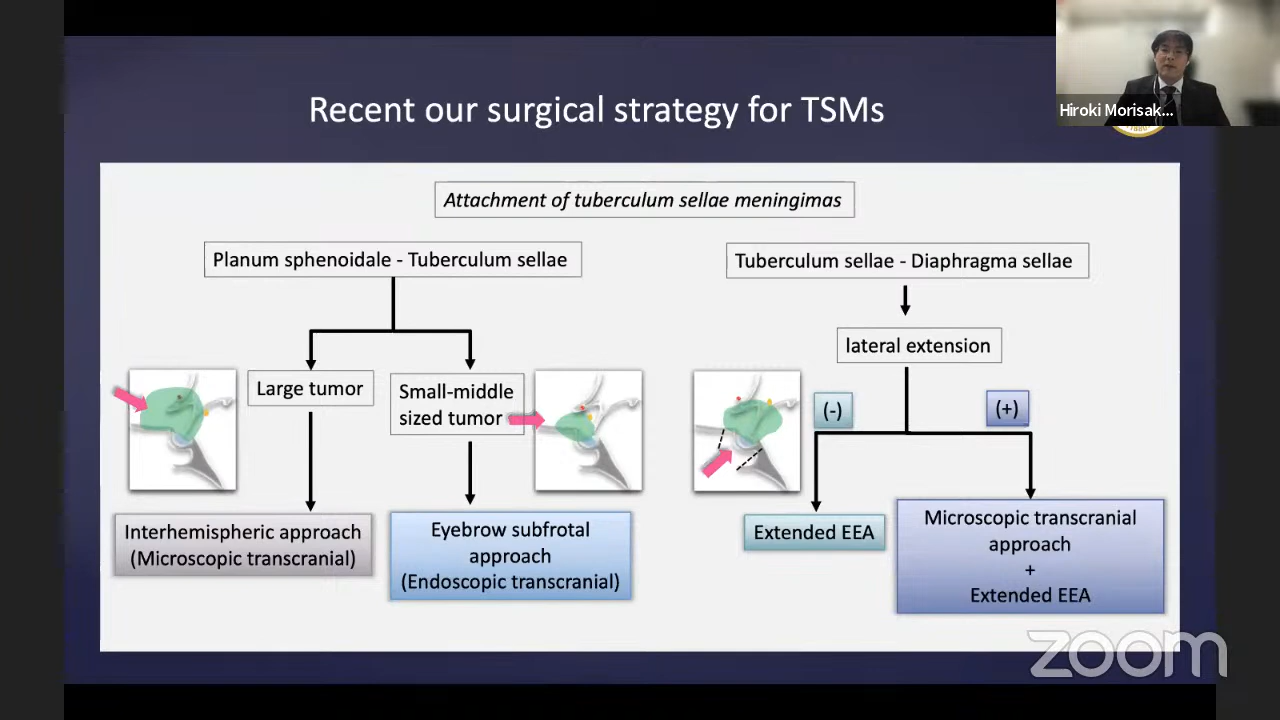 Hiroki Morisak...
Recent our surgical strategy for TSMs
Attachment of tuberculum sellae meningimas
Planum sphenoidale - Tuberculum sellae
Tuberculum sellae - Diaphragma sellae
lateral extension
Large tumor
Small-middle
sized tumor
(-)
(+)
Interhemispheric approach
(Microscopic transcranial)
Eyebrow subfrotal
approach
(Endoscopic transcranial)
Extended EEA
Microscopic transcranial
approach
+
Extended EEA
zoom